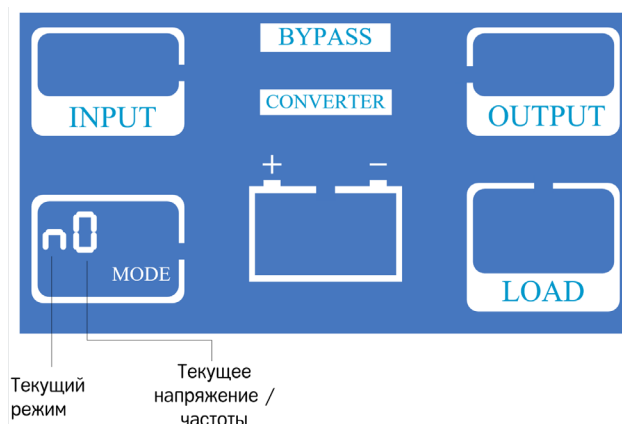 BYPASS
INPUT
CONVERTER
OUTPUT
+ −
n0
MODE
LOAD
Текущий
режим
Текущее
напряжение /
частоты